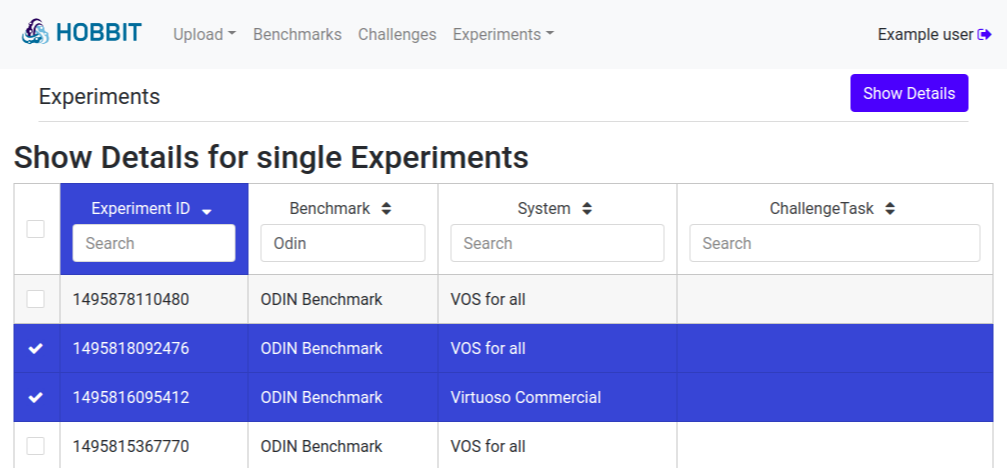 HOBBIT Upload Benchmarks Challenges Experiments Example user
Experiments Show Details
Show Details for single Experiments
Experiment ID Benchmark System ChallengeTask
Search Odin Search Search
1495878110480 ODIN Benchmark VOS for all
1495818092476 ODIN Benchmark VOS for all
1495816095412 ODIN Benchmark Virtuoso Commercial
1495815367770 ODIN Benchmark VOS for all